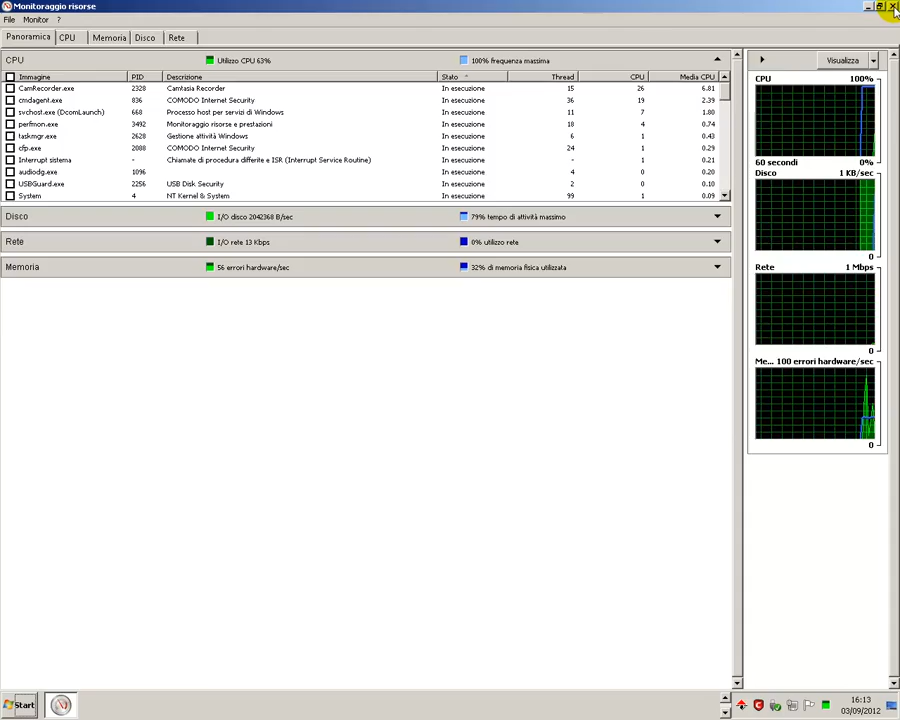 Monitoraggio risorse
File Monitor ?
Panoramica CPU Memoria Disco Rete
CPU Utilizzo CPU 63% 100% frequenza massima
Immagine PID Descrizione Stato Thread CPU Media CPU
CamRecorder.exe 2328 Camtasia Recorder In esecuzione 15 26 6.81
cmdagent.exe 836 COMODO Internet Security In esecuzione 36 19 2.39
svchost.exe (DcomLaunch) 668 Processo host per servizi di Windows In esecuzione 11 7 1.80
perfmon.exe 3492 Monitoraggio risorse e prestazioni In esecuzione 18 4 0.74
taskmgr.exe 2628 Gestione attività Windows In esecuzione 6 1 0.43
cfp.exe 2088 COMODO Internet Security In esecuzione 24 1 0.29
Interrupt sistema - Chiamate di procedura differite e ISR (Interrupt Service Routine) In esecuzione - 1 0.21
audiodg.exe 1096 In esecuzione 4 0 0.20
USBGuard.exe 2256 USB Disk Security In esecuzione 2 0 0.10
System 4 NT Kernel & System In esecuzione 99 1 0.09
Disco I/O disco 2042368 B/sec 79% tempo di attività massimo
Rete I/O rete 13 Kbps 0% utilizzo rete
Memoria 56 errori hardware/sec 32% di memoria fisica utilizzata
Visualizza
CPU 100%
60 secondi 0%
Disco 1 KB/sec
0
Rete 1 Mbps
0
Me... 100 errori hardware/sec
0
Start
16:13
03/09/2012